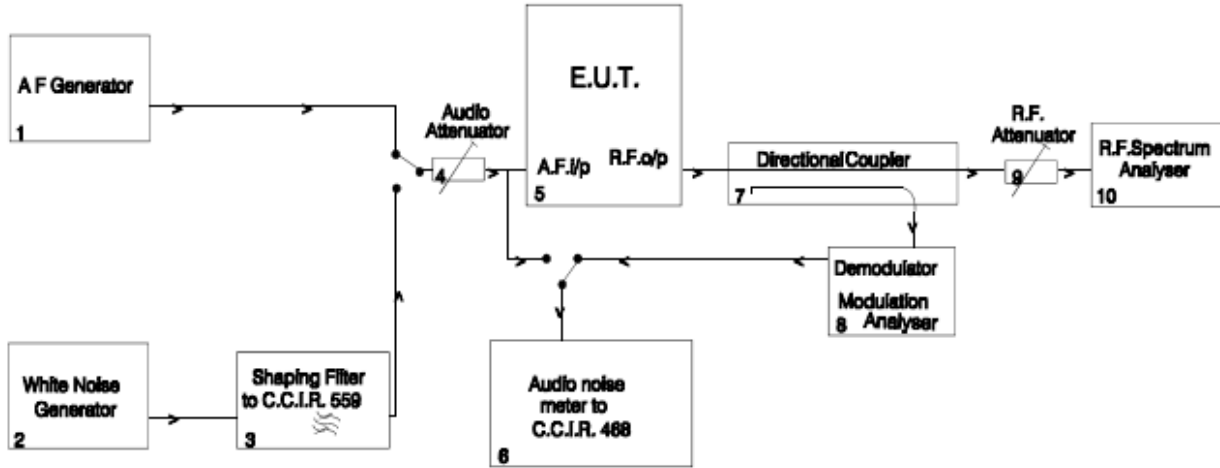 A F Generator
1
Audio
Attenuator
4
E.U.T.
A.F.i/p
R.F.o/p
5
Directional Coupler
7
R.F.
Attenuator
9
R.F.Spectrum
Analyser
10
Demodulator
Modulation
Analyser
8
White Noise
Generator
2
Shaping Filter
to C.C.I.R. 559
3
Audio noise
meter to
C.C.I.R. 468
6